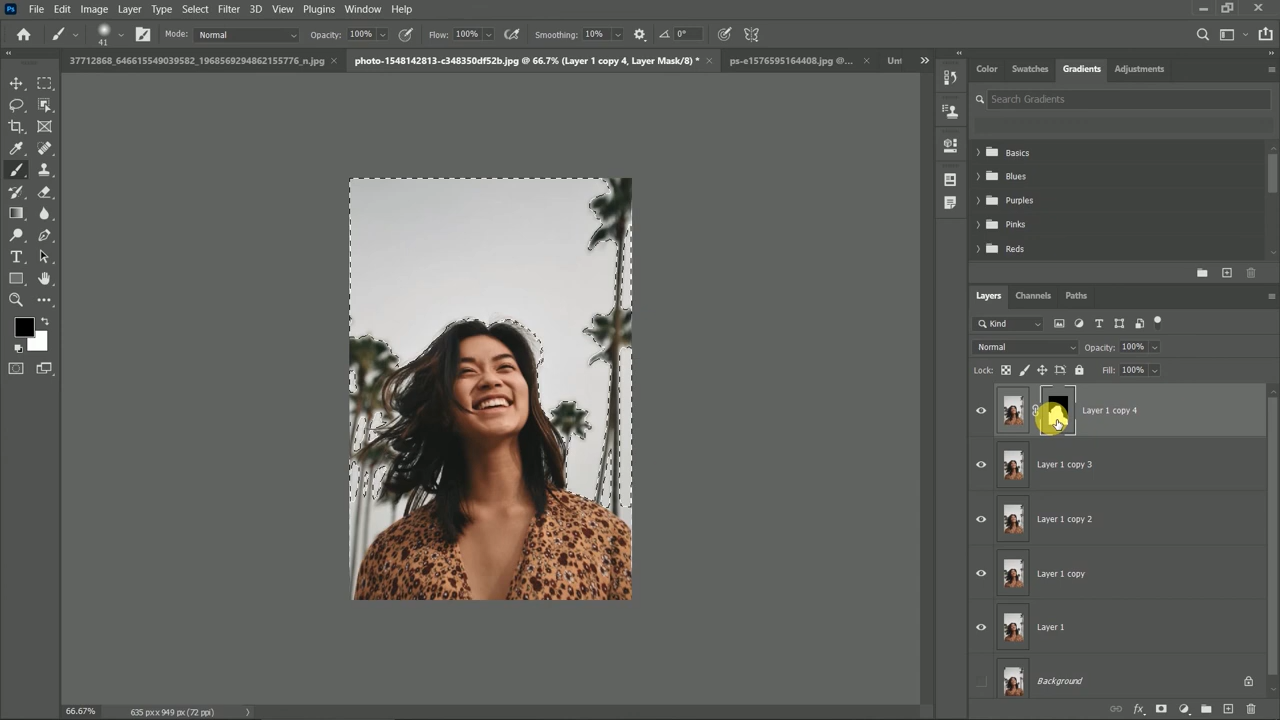 Ps File Edit Image Layer Type Select Filter 3D View Plugins Window Help
41 Mode: Normal Opacity: 100% Flow: 100% Smoothing: 10% 0°
37712868_646615549039582_1968569294862155776_n.jpg × photo-1548142813-c348350df52b.jpg @ 66.7% (Layer 1 copy 4, Layer Mask/8) * × ps-e1576595164408.jpg @... × Unt
Color Swatches Gradients Adjustments
Search Gradients
Basics
Blues
Purples
Pinks
Reds
Layers Channels Paths
Kind
Normal Opacity: 100%
Lock: Fill: 100%
Layer 1 copy 4
Layer 1 copy 3
Layer 1 copy 2
Layer 1 copy
Layer 1
Background
66.67% 635 px x 949 px (72 ppi)